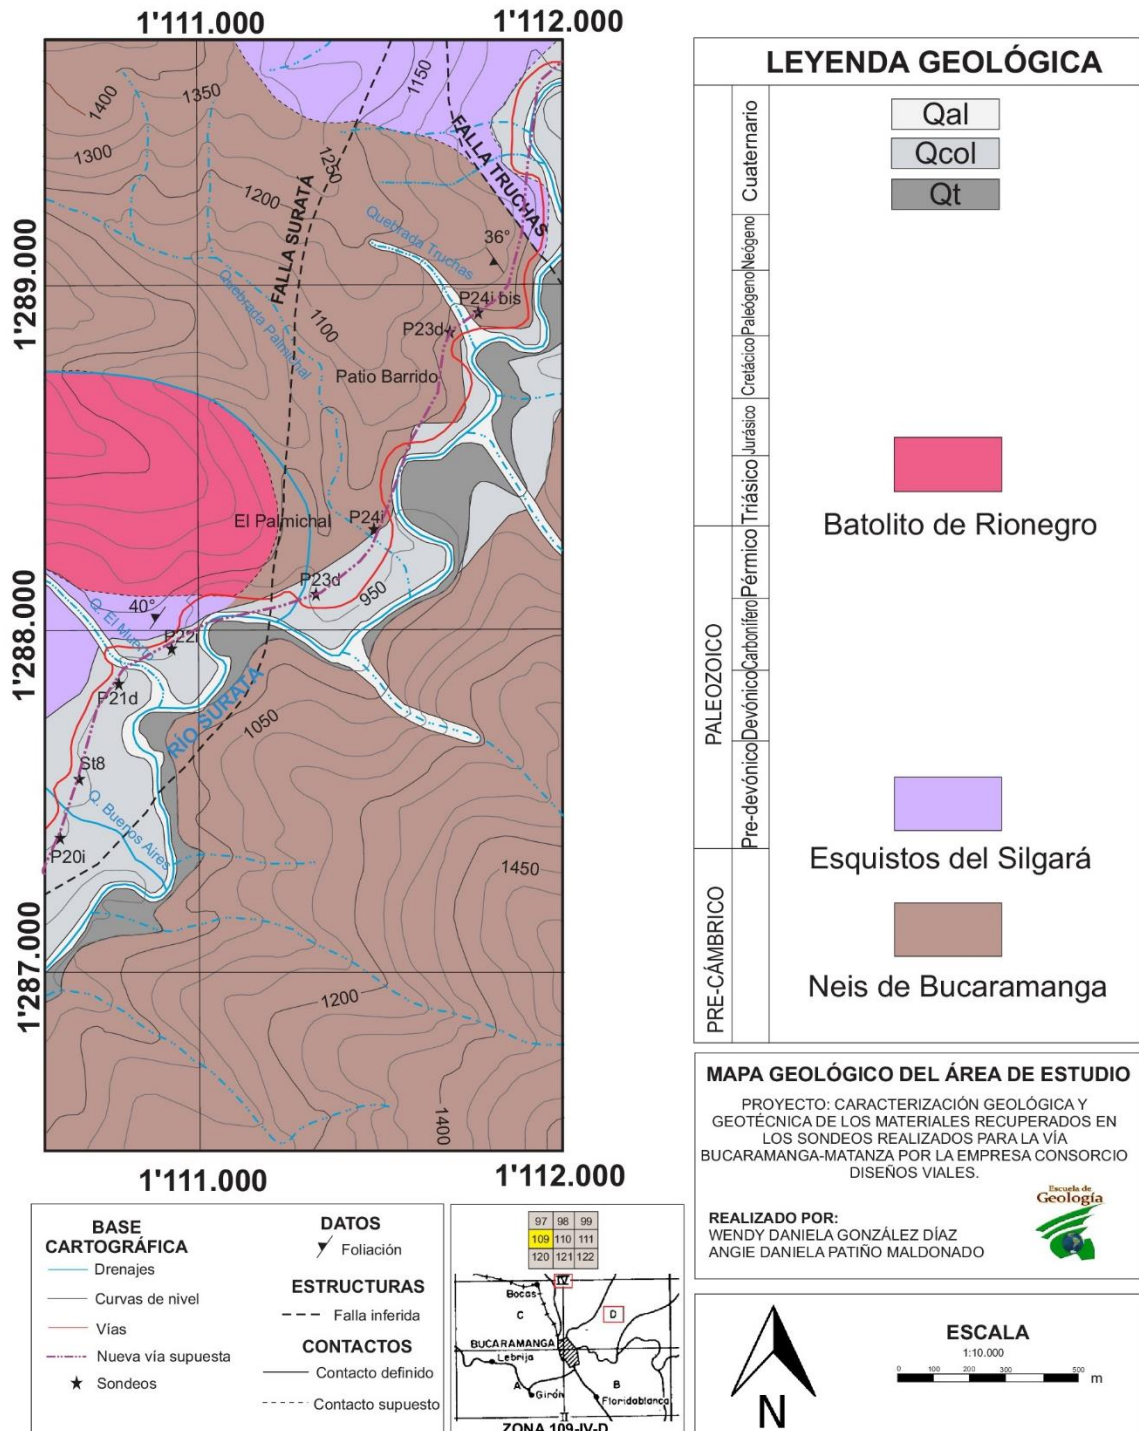 1'111.000
1'112.000
1'289.000
1'288.000
1'287.000
1'111.000
1'112.000
1400
1350
1300
1200
1250
1150
1100
FALLA TRUCHAS
FALLA SURATÁ
Quebrada Truchas
Quebrada Palmichal
36°
P24i bis
P23d
Patio Barrido
El Palmichal
P24i
P23d
950
40°
Q. El Muerto
P22i
P21d
RÍO SURATÁ
1050
St8
Q. Buenos Aires
P20i
1450
1200
1400
LEYENDA GEOLÓGICA
Cuaternario
Qal
Qcol
Qt
Neógeno
Paleógeno
Cretácico
Jurásico
Triásico
Batolito de Rionegro
PALEOZOICO
Pérmico
Carbonífero
Devónico
Pre-devónico
Esquistos del Silgará
PRE-CÁMBRICO
Neis de Bucaramanga
MAPA GEOLÓGICO DEL ÁREA DE ESTUDIO
PROYECTO: CARACTERIZACIÓN GEOLÓGICA Y
GEOTÉCNICA DE LOS MATERIALES RECUPERADOS EN
LOS SONDEOS REALIZADOS PARA LA VÍA
BUCARAMANGA-MATANZA POR LA EMPRESA CONSORCIO
DISEÑOS VIALES.
Escuela de
Geología
REALIZADO POR:
WENDY DANIELA GONZÁLEZ DÍAZ
ANGIE DANIELA PATIÑO MALDONADO
BASE
CARTOGRÁFICA
Drenajes
Curvas de nivel
Vías
Nueva vía supuesta
Sondeos
DATOS
Foliación
ESTRUCTURAS
Falla inferida
CONTACTOS
Contacto definido
Contacto supuesto
97 98 99
109 110 111
120 121 122
IV
Bocas
C
D
BUCARAMANGA
Lebrija
A
Girón
B
Floridablanca
II
ZONA 109-IV-D
N
ESCALA
1:10.000
0 100 200 300 500 m